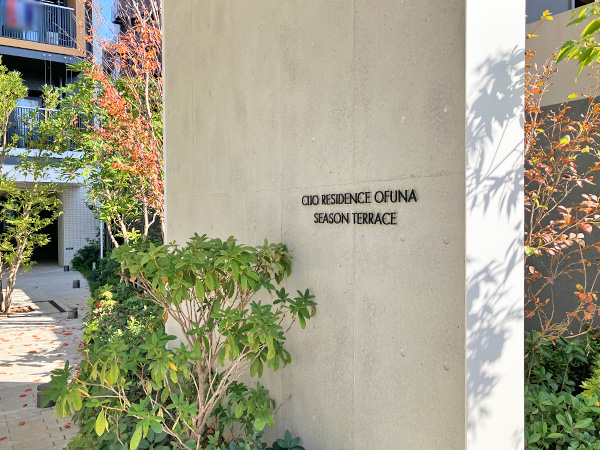 CLIO RESIDENCE OFUNA
SEASON TERRACE